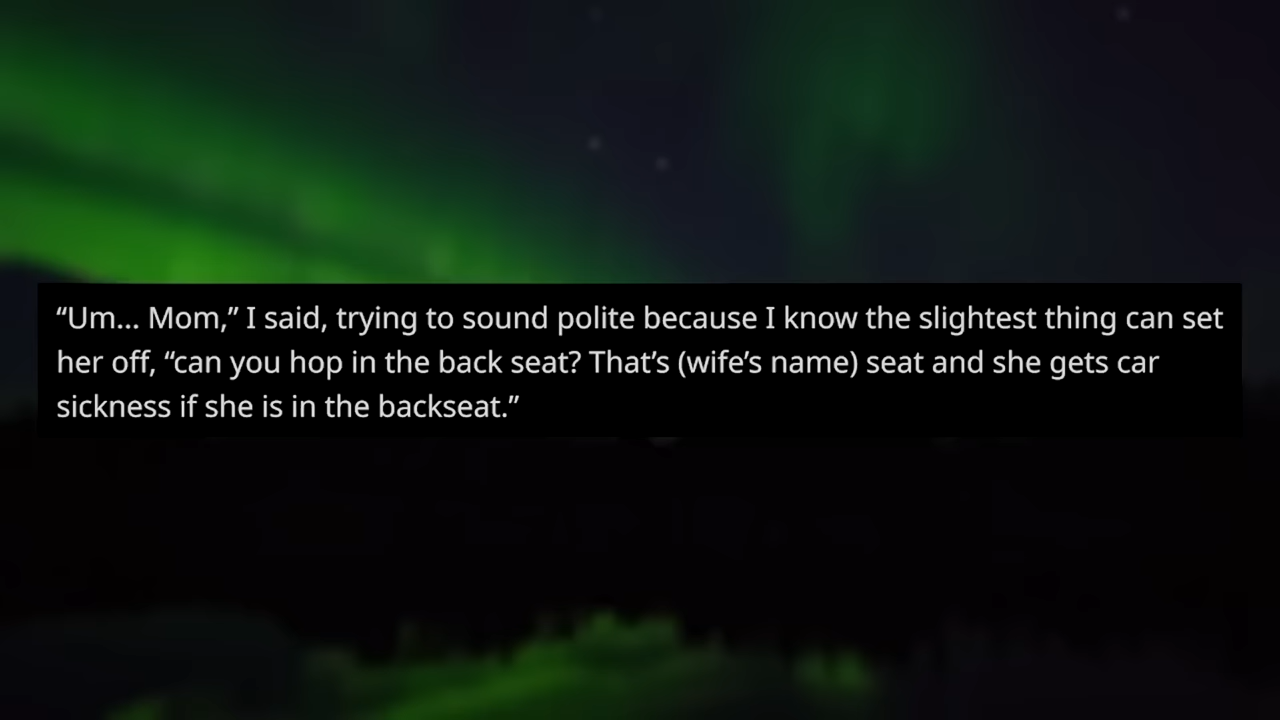 “Um... Mom,” I said, trying to sound polite because I know the slightest thing can set
her off, “can you hop in the back seat? That’s (wife’s name) seat and she gets car
sickness if she is in the backseat.”